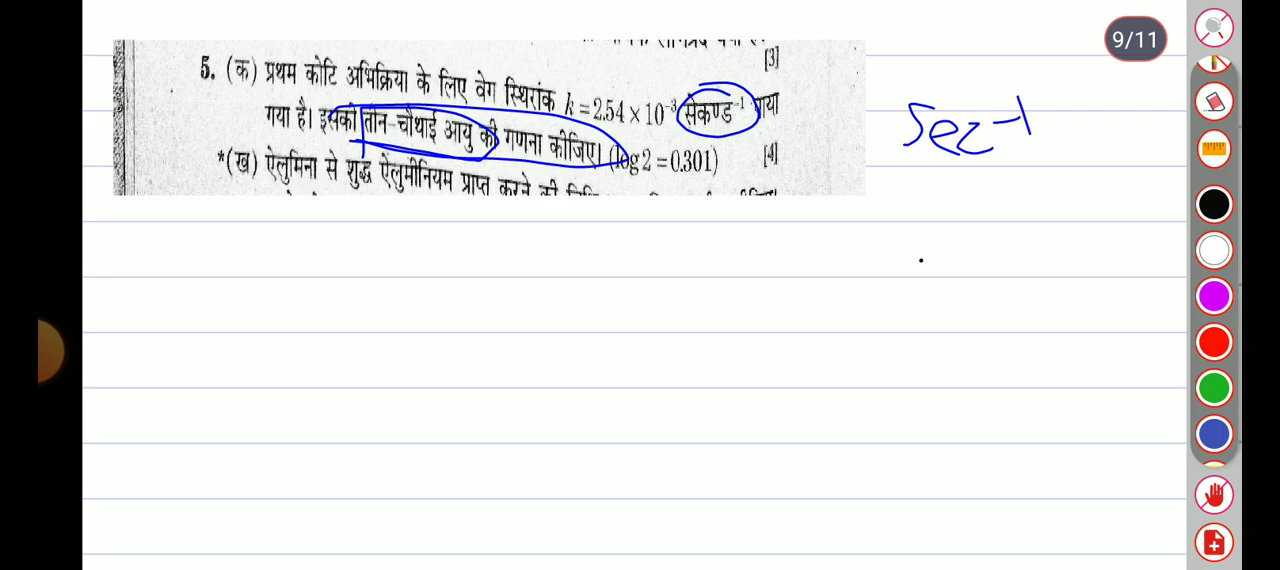 9/11
[3]
5. (क) प्रथम कोटि अभिक्रिया के लिए वेग स्थिरांक k = 2.54 × 10⁻³ सेकण्ड⁻¹ पाया
गया है। इसकी तीन-चौथाई आयु की गणना कीजिए। (log 2 = 0.301) [4]
*(ख) ऐलुमिना से शुद्ध ऐलुमीनियम प्राप्त करने की
Sec⁻¹